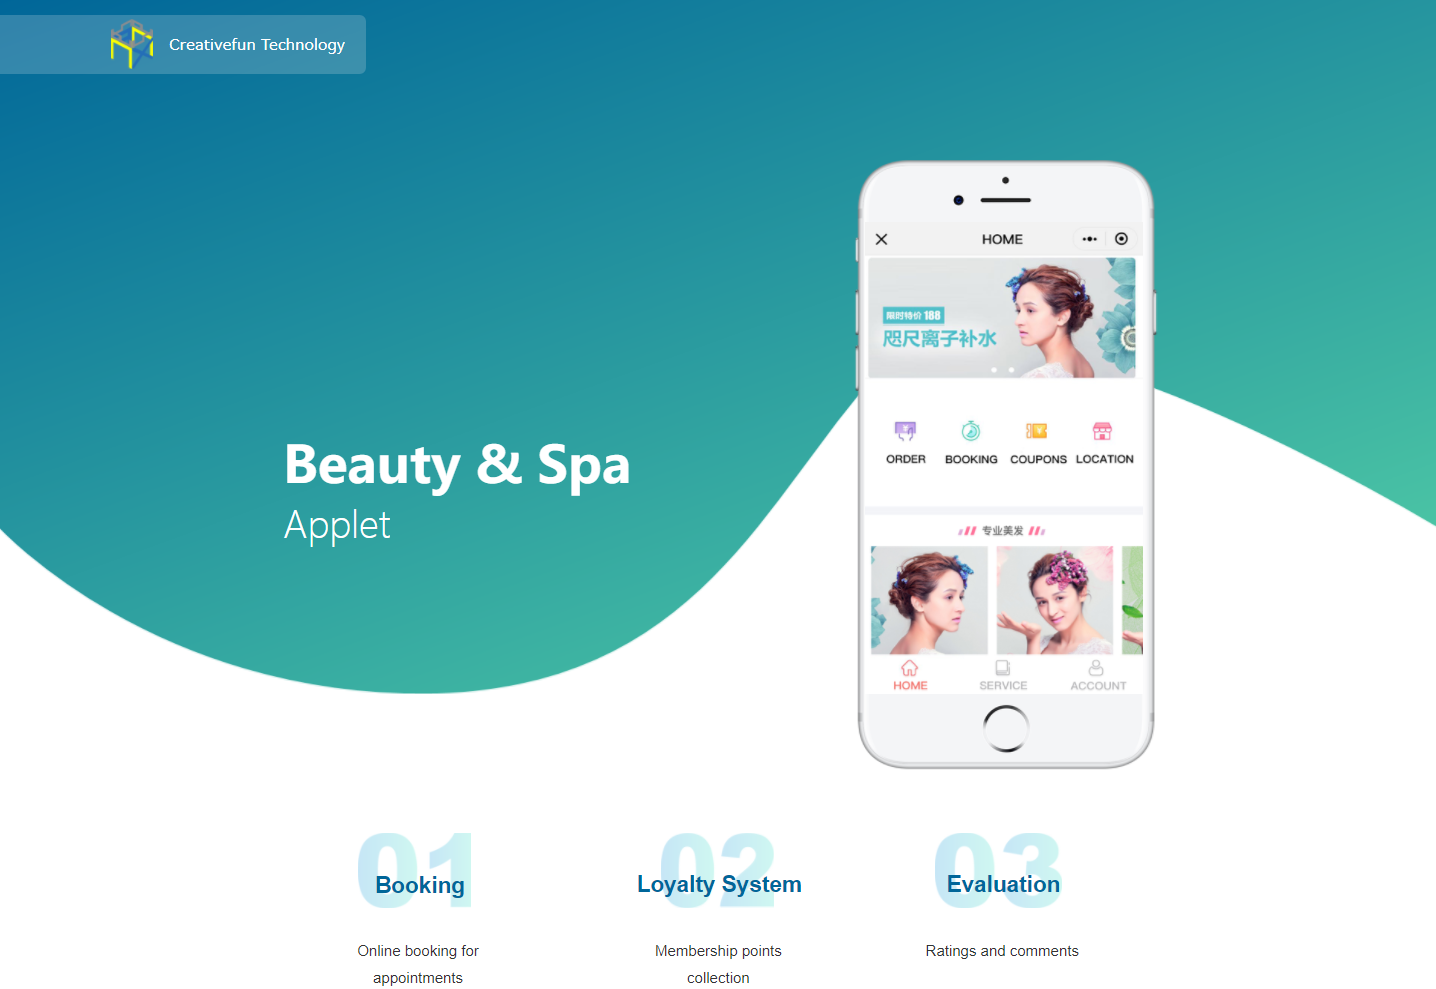 Creativefun Technology
HOME
限时特价 188
咫尺离子补水
ORDER BOOKING COUPONS LOCATION
专业美发
HOME SERVICE ACCOUNT
Beauty & Spa
Applet
01 02 03
Booking Loyalty System Evaluation
Online booking for
appointments
Membership points
collection
Ratings and comments